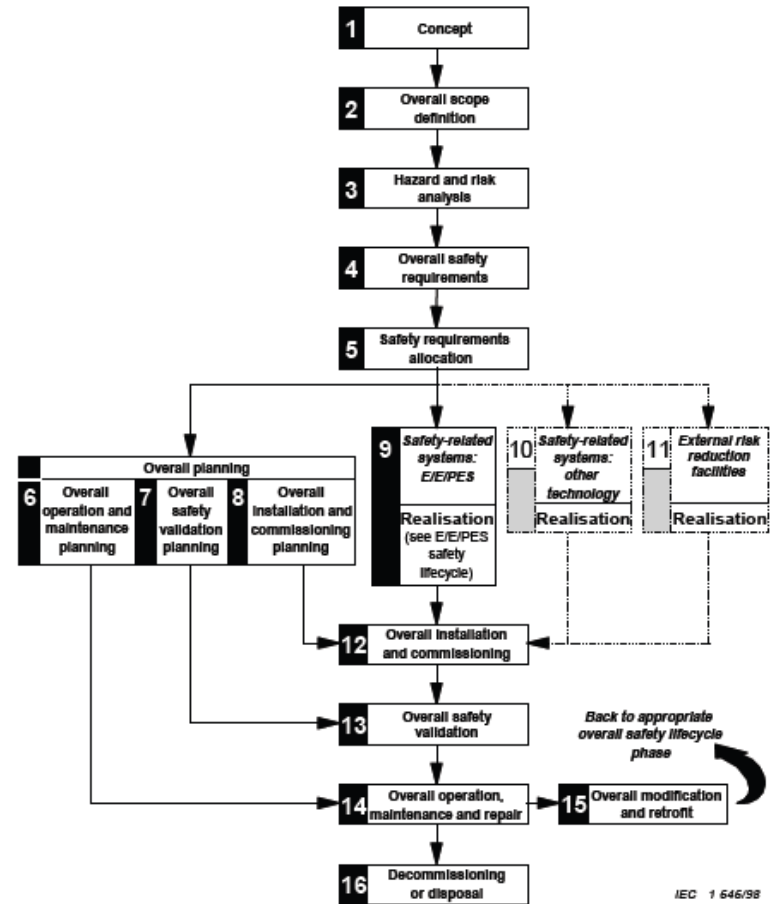 1
Concept
2
Overall scope
definition
3
Hazard and risk
analysis
4
Overall safety
requirements
5
Safety requirements
allocation
Overall planning
6
Overall
operation and
maintenance
planning
7
Overall
safety
validation
planning
8
Overall
installation and
commissioning
planning
9
Safety-related
systems:
E/E/PES
Realisation
(see E/E/PES
safety
lifecycle)
10
Safety-related
systems:
other
technology
Realisation
11
External risk
reduction
facilities
Realisation
12
Overall installation
and commissioning
13
Overall safety
validation
Back to appropriate
overall safety lifecycle
phase
14
Overall operation,
maintenance and repair
15
Overall modification
and retrofit
16
Decommissioning
or disposal
IEC 1 646/98